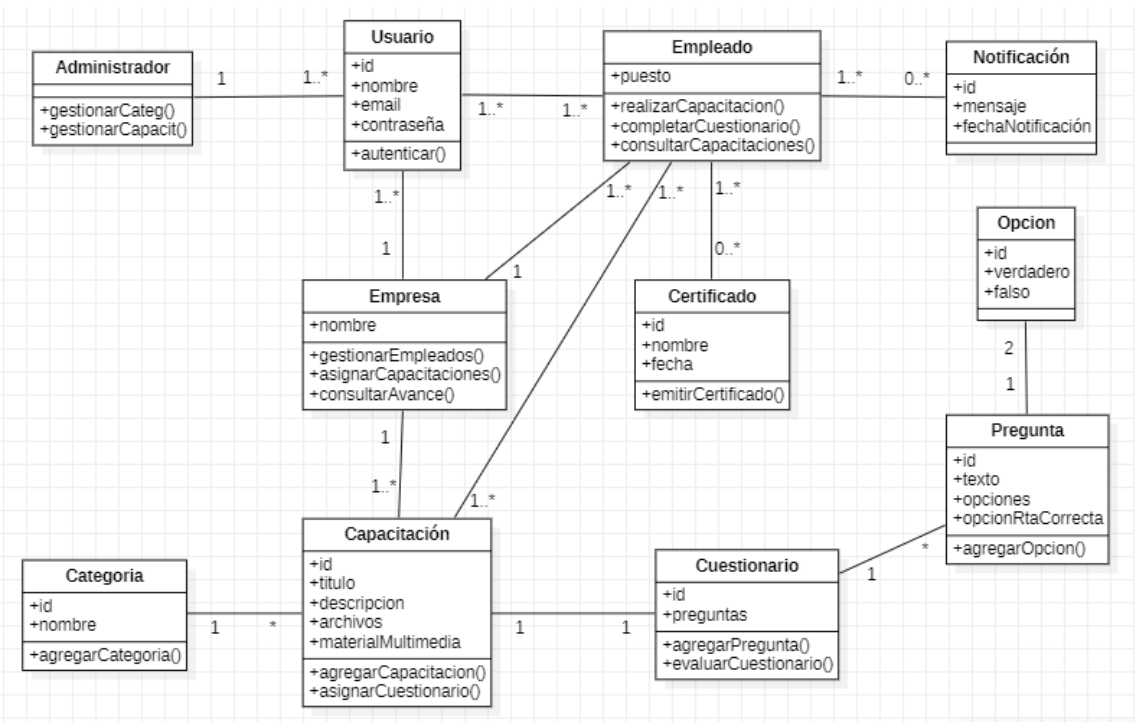 Administrador
+gestionarCateg()
+gestionarCapacit()
1
1..*
Usuario
+id
+nombre
+email
+contraseña
+autenticar()
1..*
1..*
Empleado
+puesto
+realizarCapacitacion()
+completarCuestionario()
+consultarCapacitaciones()
1..*
0..*
Notificación
+id
+mensaje
+fechaNotificación
1..*
1
1..*
1
1..*
1..*
0..*
Opcion
+id
+verdadero
+falso
2
1
Empresa
+nombre
+gestionarEmpleados()
+asignarCapacitaciones()
+consultarAvance()
Certificado
+id
+nombre
+fecha
+emitirCertificado()
1
1..*
1..*
Pregunta
+id
+texto
+opciones
+opcionRtaCorrecta
+agregarOpcion()
Categoria
+id
+nombre
+agregarCategoria()
1
*
Capacitación
+id
+titulo
+descripcion
+archivos
+materialMultimedia
+agregarCapacitacion()
+asignarCuestionario()
1
1
Cuestionario
+id
+preguntas
+agregarPregunta()
+evaluarCuestionario()
1
*